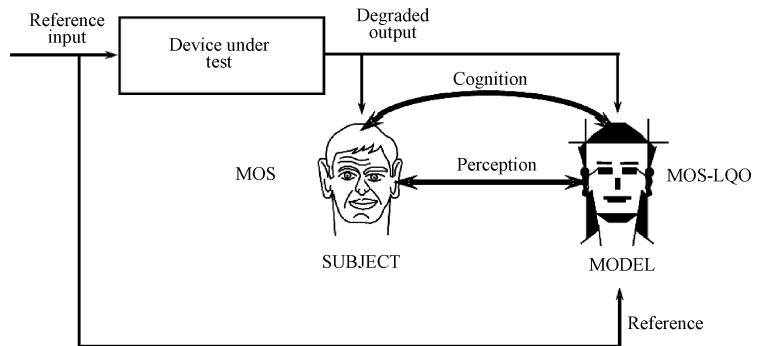 Reference
input
Device under
test
Degraded
output
Cognition
MOS
Perception
MOS-LQO
SUBJECT
MODEL
Reference